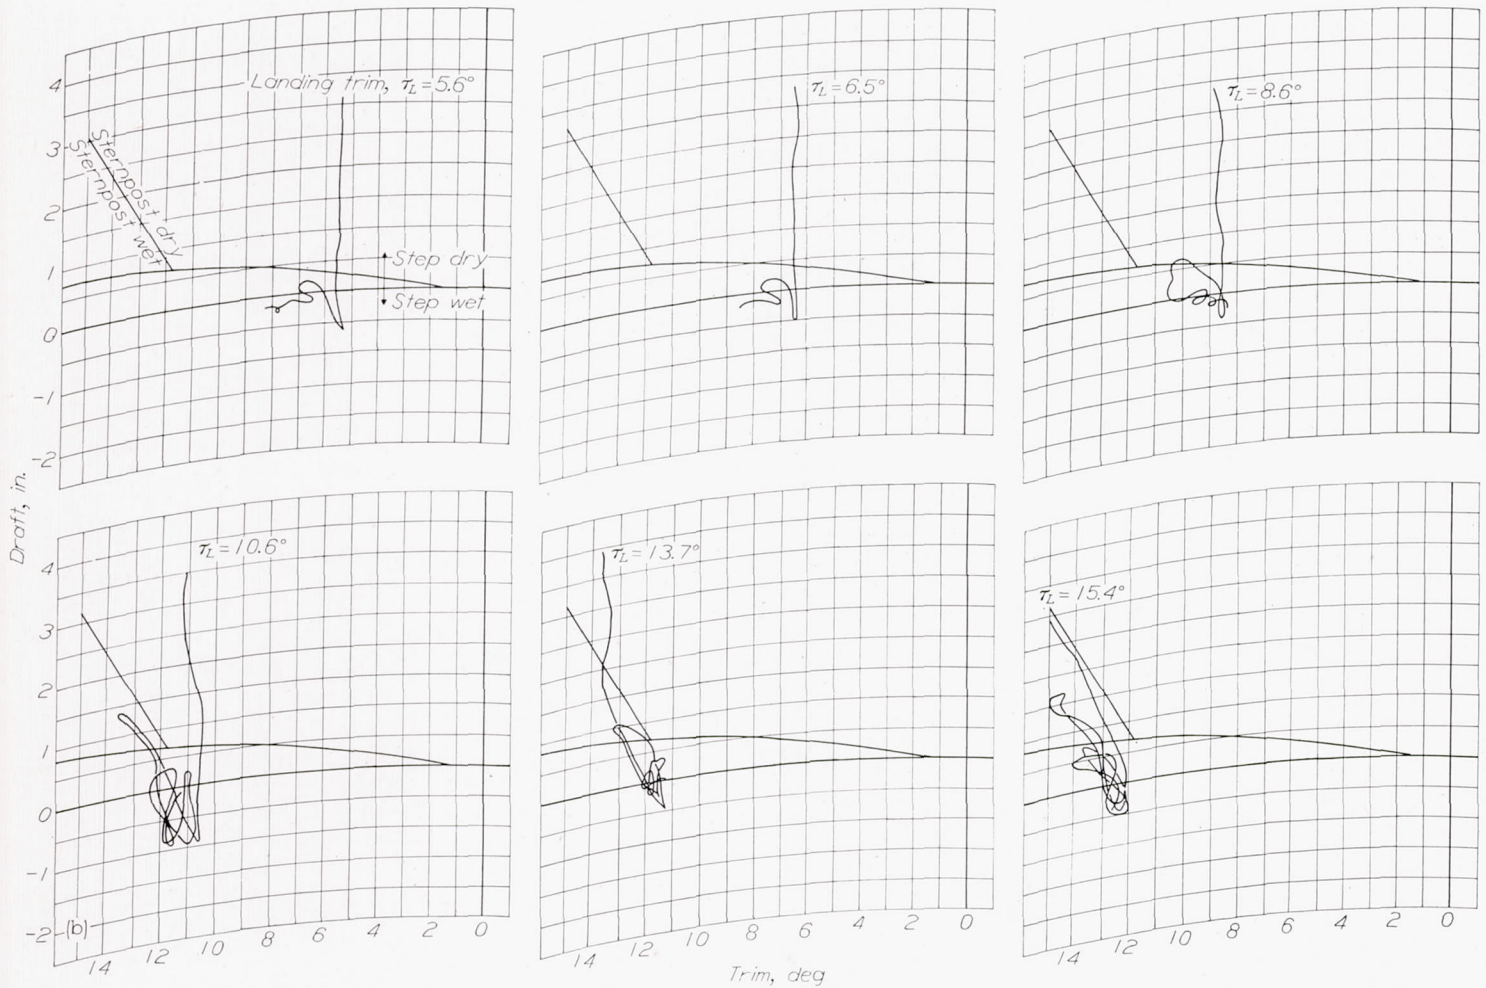 Landing trim, τL=5.6°
τL=6.5°
τL=8.6°
4
3
2
1
0
-1
-2
Sternpost dry
Sternpost wet
Step dry
Step wet
Draft, in.
τL=10.6°
τL=13.7°
τL=15.4°
4
3
2
1
0
-1
-2
(b)
14 12 10 8 6 4 2 0
14 12 10 8 6 4 2 0
14 12 10 8 6 4 2 0
Trim, deg